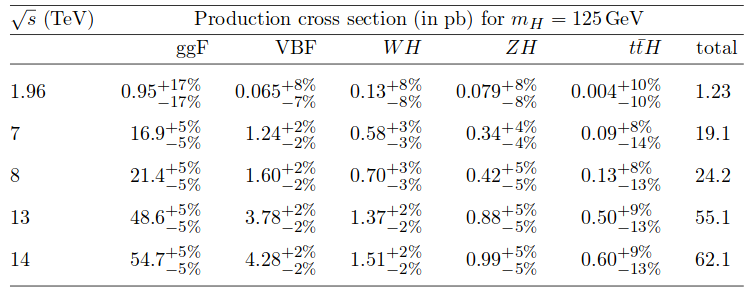 √s (TeV) Production cross section (in pb) for m_H = 125 GeV
ggF VBF WH ZH tt̄H total
1.96 0.95^{+17%}_{−17%} 0.065^{+8%}_{−7%} 0.13^{+8%}_{−8%} 0.079^{+8%}_{−8%} 0.004^{+10%}_{−10%} 1.23
7 16.9^{+5%}_{−5%} 1.24^{+2%}_{−2%} 0.58^{+3%}_{−3%} 0.34^{+4%}_{−4%} 0.09^{+8%}_{−14%} 19.1
8 21.4^{+5%}_{−5%} 1.60^{+2%}_{−2%} 0.70^{+3%}_{−3%} 0.42^{+5%}_{−5%} 0.13^{+8%}_{−13%} 24.2
13 48.6^{+5%}_{−5%} 3.78^{+2%}_{−2%} 1.37^{+2%}_{−2%} 0.88^{+5%}_{−5%} 0.50^{+9%}_{−13%} 55.1
14 54.7^{+5%}_{−5%} 4.28^{+2%}_{−2%} 1.51^{+2%}_{−2%} 0.99^{+5%}_{−5%} 0.60^{+9%}_{−13%} 62.1